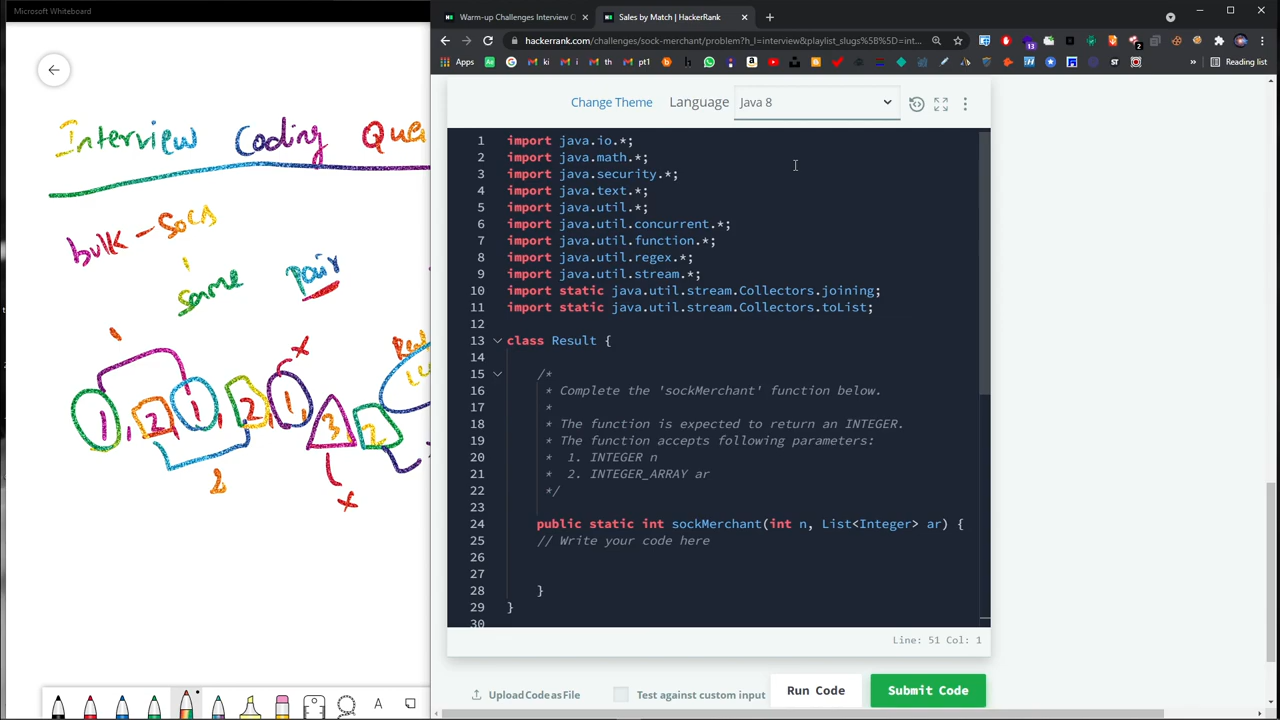 Microsoft Whiteboard
Interview Coding Que
bulk - Socs
same pair
1, 2, 1, 2, 1, 3, 2
2
Warm-up Challenges Interview C
Sales by Match | HackerRank
hackerrank.com/challenges/sock-merchant/problem?h_l=interview&playlist_slugs%5B%5D=int...
Apps ki i th pt1 Reading list
Change Theme Language Java 8
1 import java.io.*;
2 import java.math.*;
3 import java.security.*;
4 import java.text.*;
5 import java.util.*;
6 import java.util.concurrent.*;
7 import java.util.function.*;
8 import java.util.regex.*;
9 import java.util.stream.*;
10 import static java.util.stream.Collectors.joining;
11 import static java.util.stream.Collectors.toList;
12
13 class Result {
14
15 /*
16 * Complete the 'sockMerchant' function below.
17 *
18 * The function is expected to return an INTEGER.
19 * The function accepts following parameters:
20 * 1. INTEGER n
21 * 2. INTEGER_ARRAY ar
22 */
23
24 public static int sockMerchant(int n, List<Integer> ar) {
25 // Write your code here
26
27
28 }
29 }
30
Line: 51 Col: 1
Upload Code as File Test against custom input Run Code Submit Code